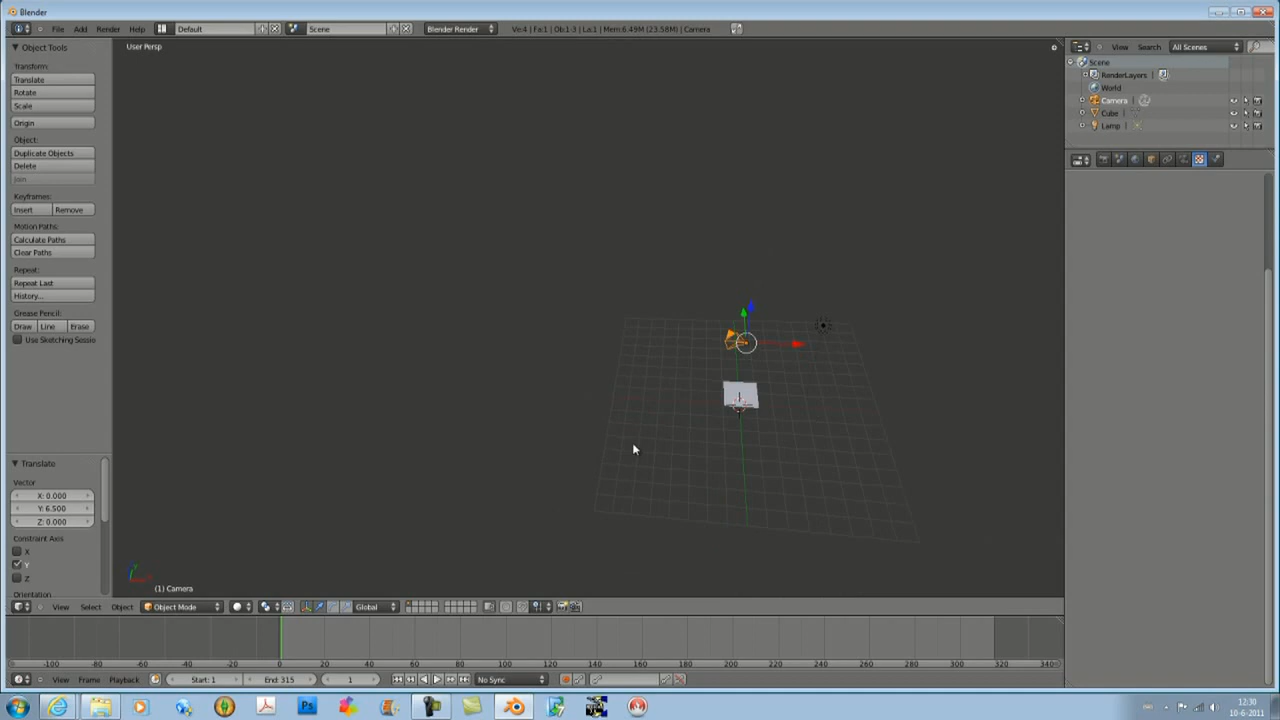 Blender
File Add Render Help Default Scene Blender Render Ve:4 | Fa:1 | Ob:1-3 | La:1 | Mem:6.49M (23.58M) | Camera
Object Tools
Transform:
Translate
Rotate
Scale
Origin
Object:
Duplicate Objects
Delete
Join
Keyframes:
Insert Remove
Motion Paths:
Calculate Paths
Clear Paths
Repeat:
Repeat Last
History...
Grease Pencil:
Draw Line Erase
Use Sketching Sessio
Translate
Vector
X: 0.000
Y: 6.500
Z: 0.000
Constraint Axis
X
Y
Z
Orientation
User Persp
(1) Camera
View Select Object Object Mode Global
View Search All Scenes
Scene
RenderLayers |
World
Camera |
Cube |
Lamp |
-100 -80 -60 -40 -20 0 20 40 60 80 100 120 140 160 180 200 220 240 260 280 300 320 340
View Frame Playback Start: 1 End: 315 1 No Sync
Ps
12:30
10-6-2011